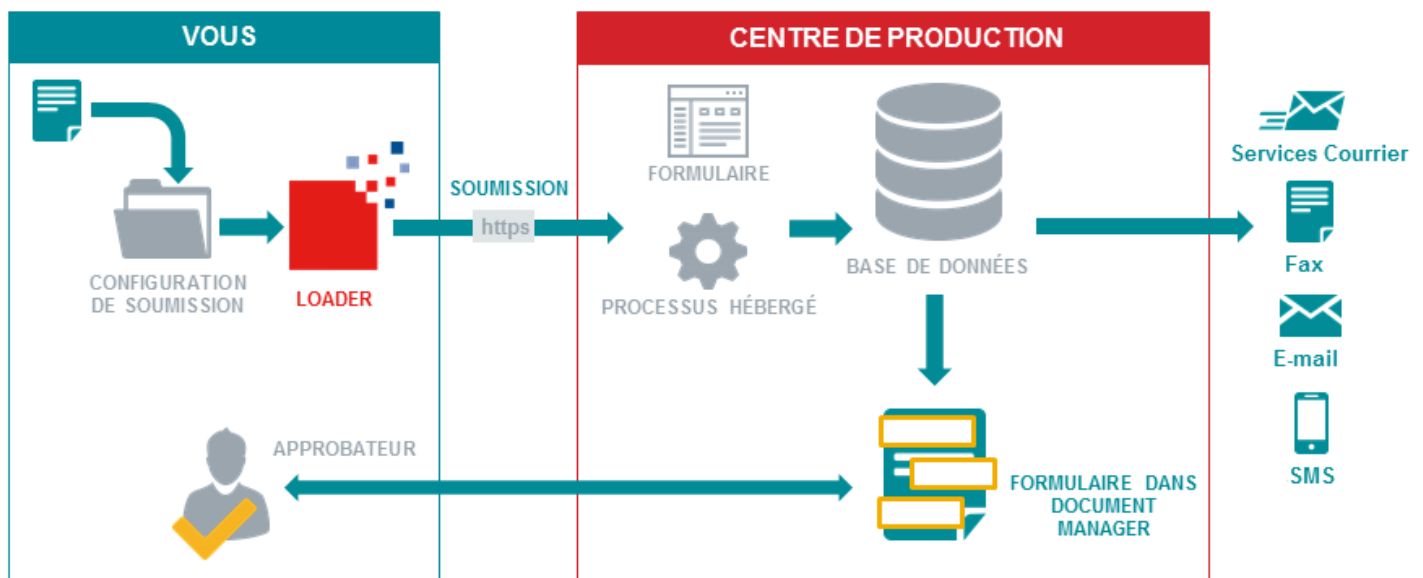 VOUS
CENTRE DE PRODUCTION
CONFIGURATION
DE SOUMISSION
LOADER
SOUMISSION
https
FORMULAIRE
PROCESSUS HÉBERGÉ
BASE DE DONNÉES
Services Courrier
Fax
E-mail
SMS
APPROBATEUR
FORMULAIRE DANS
DOCUMENT
MANAGER